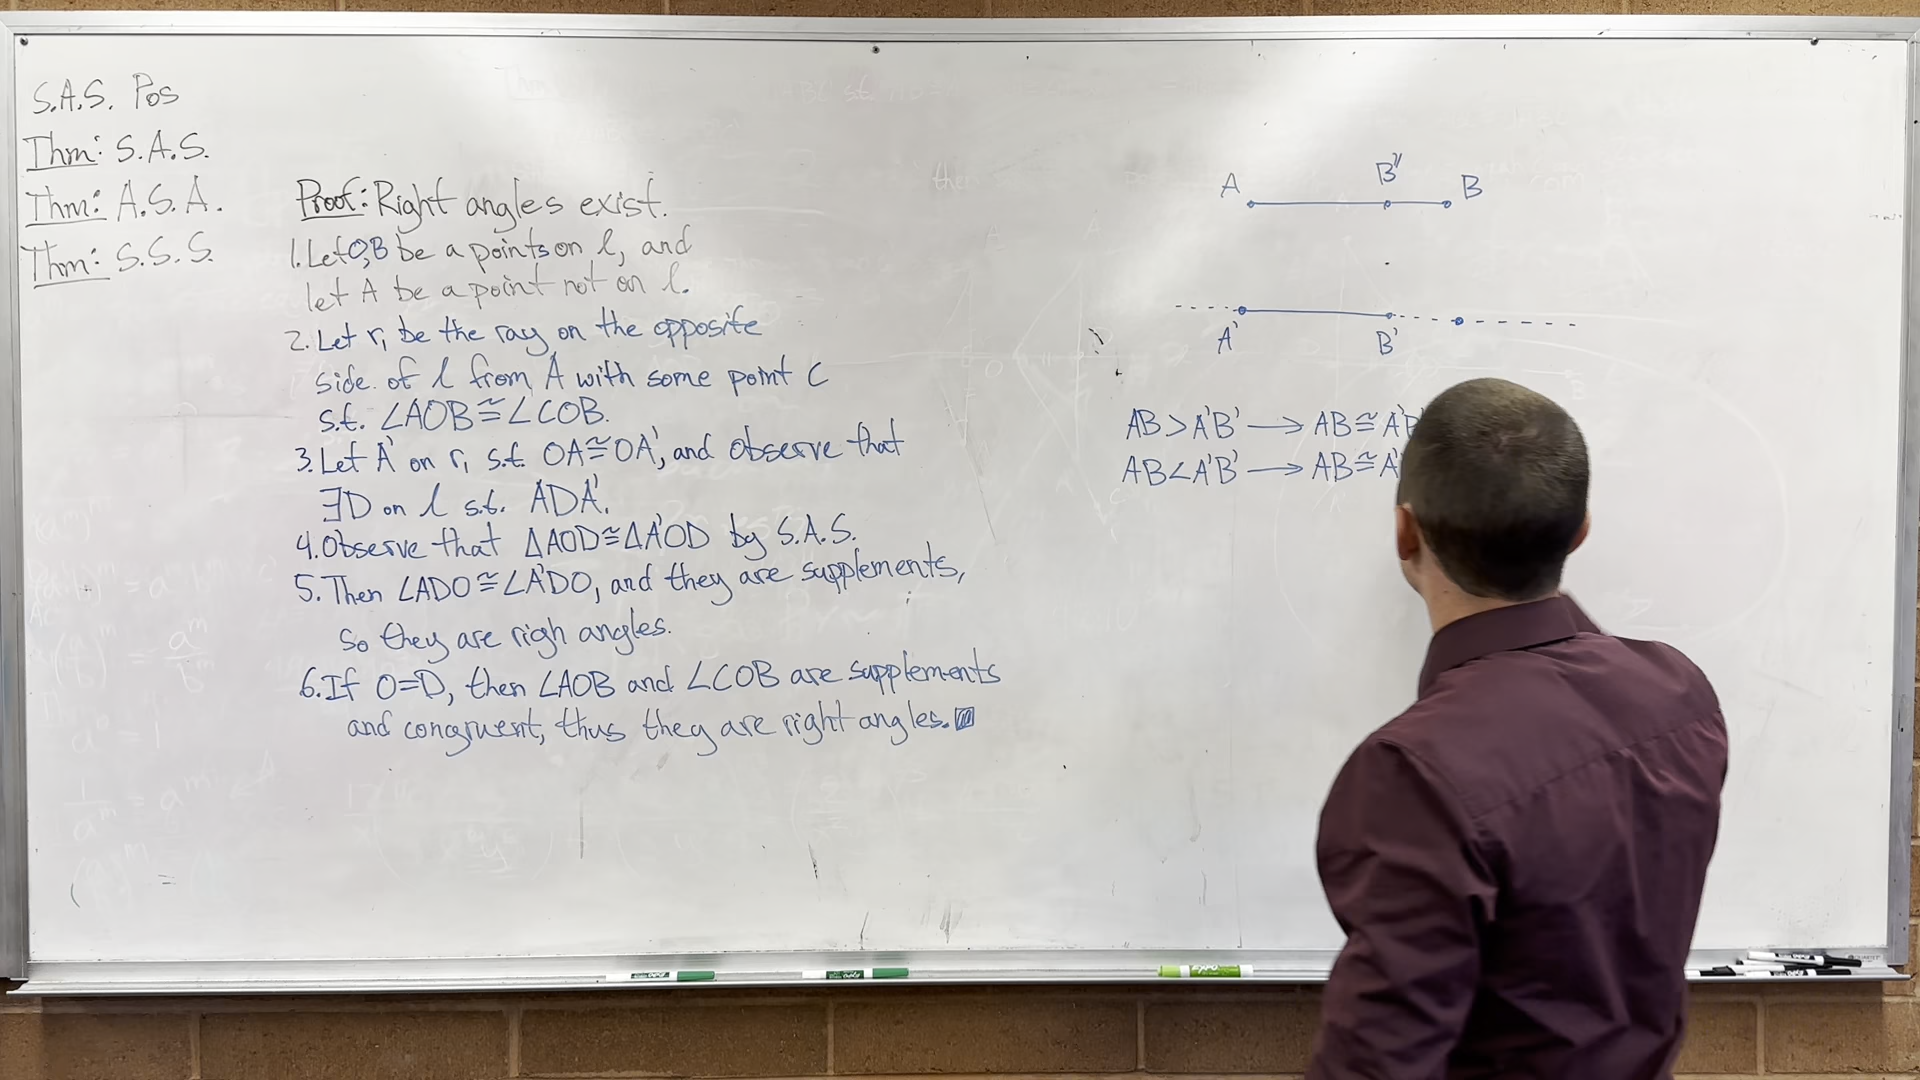 S.A.S. Pos
Thm: S.A.S.
Thm: A.S.A.
Thm: S.S.S.
Proof: Right angles exist.
1. Let O,B be a points on l, and
let A be a point not on l.
2. Let r₁ be the ray on the opposite
side of l from A with some point C
s.t. ∠AOB≅∠COB.
3. Let A' on r₁ s.t. OA≅OA', and observe that
∃D on l s.t. ADA'.
4. Observe that ΔAOD≅ΔA'OD by S.A.S.
5. Then ∠ADO≅∠A'DO, and they are supplements,
so they are righ angles.
6. If O=D, then ∠AOB and ∠COB are supplements
and congruent, thus they are right angles.
A B" B
A' B'
AB>A'B' → AB≅A'B'
AB<A'B' → AB≅A'
EXPO